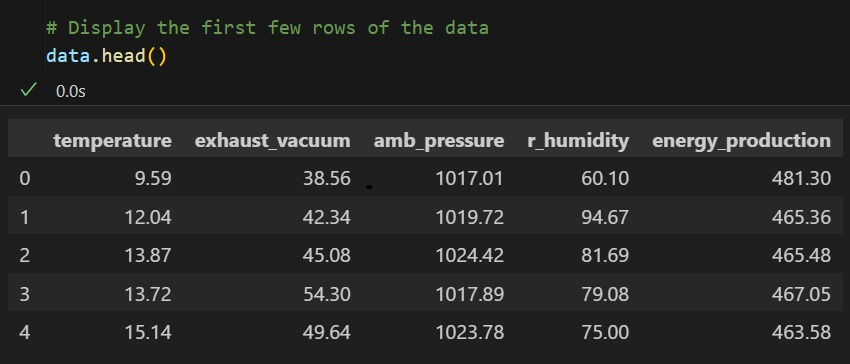 # Display the first few rows of the data
data.head()
0.0s
temperature exhaust_vacuum amb_pressure r_humidity energy_production
0 9.59 38.56 1017.01 60.10 481.30
1 12.04 42.34 1019.72 94.67 465.36
2 13.87 45.08 1024.42 81.69 465.48
3 13.72 54.30 1017.89 79.08 467.05
4 15.14 49.64 1023.78 75.00 463.58